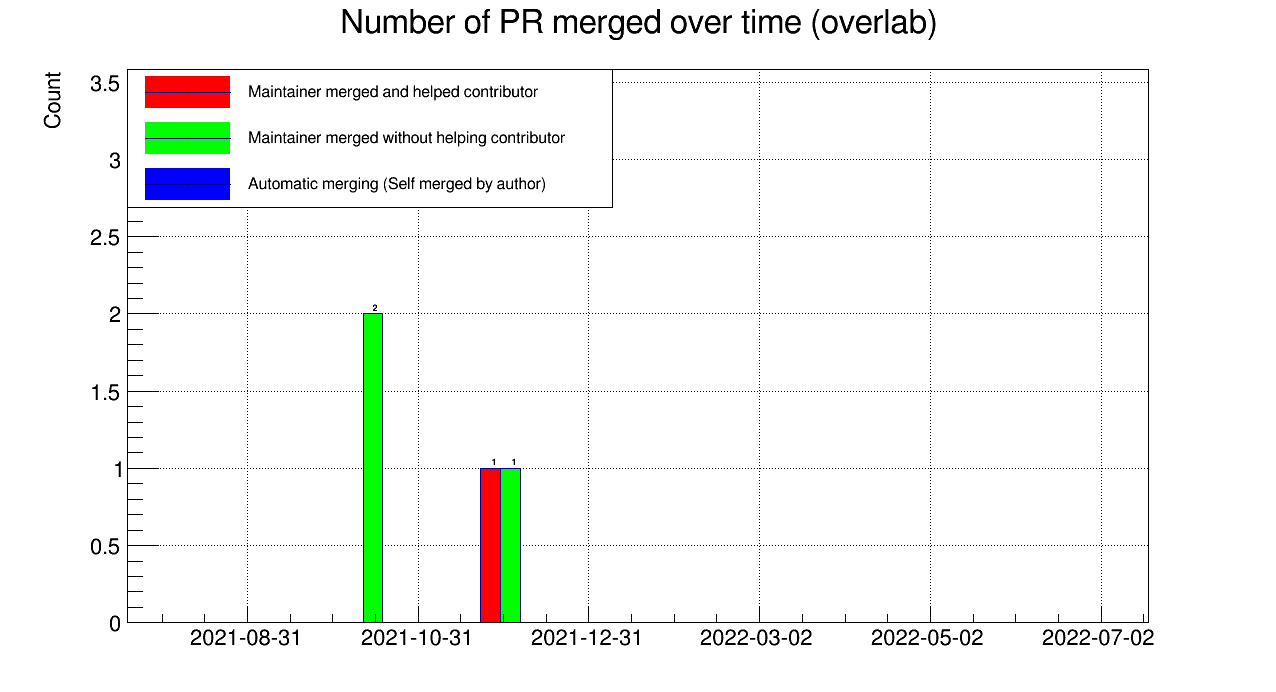 Number of PR merged over time (overlab)
Count
3.5
Maintainer merged and helped contributor
Maintainer merged without helping contributor
3
Automatic merging (Self merged by author)
2.5
2
2
1.5
1
1 1
0.5
0
2021-08-31 2021-10-31 2021-12-31 2022-03-02 2022-05-02 2022-07-02